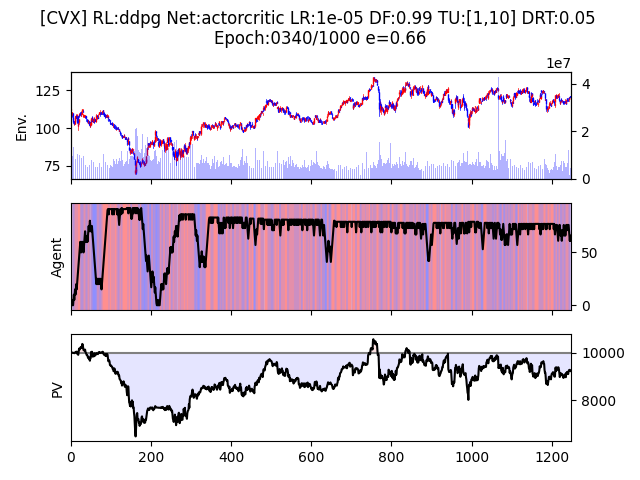 [CVX] RL:ddpg Net:actorcritic LR:1e-05 DF:0.99 TU:[1,10] DRT:0.05
Epoch:0340/1000 e=0.66
1e7
Env.
125
100
75
4
2
0
Agent
50
0
PV
10000
8000
0 200 400 600 800 1000 1200